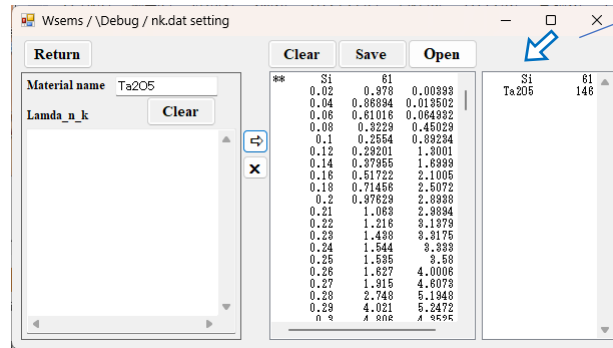 Wsems / \Debug / nk.dat setting
Return
Clear Save Open
Material name Ta2O5
Lamda_n_k Clear
** Si 61
0.02 0.978 0.00393
0.04 0.86894 0.013502
0.06 0.61016 0.064932
0.08 0.3229 0.45029
0.1 0.2554 0.89234
0.12 0.29201 1.3001
0.14 0.37955 1.6999
0.16 0.51722 2.1005
0.18 0.71456 2.5072
0.2 0.97629 2.8938
0.21 1.063 2.9894
0.22 1.216 3.1379
0.23 1.438 3.3175
0.24 1.544 3.333
0.25 1.535 3.58
0.26 1.627 4.0006
0.27 1.915 4.6073
0.28 2.748 5.1948
0.29 4.021 5.2472
0.3 4.806 4.3525
Si 61
Ta2O5 146